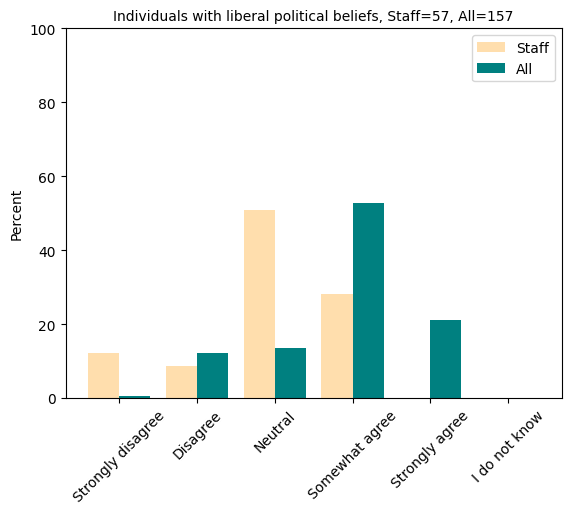 Individuals with liberal political beliefs, Staff=57, All=157
Staff
All
Percent
100
80
60
40
20
0
Strongly disagree
Disagree
Neutral
Somewhat agree
Strongly agree
I do not know